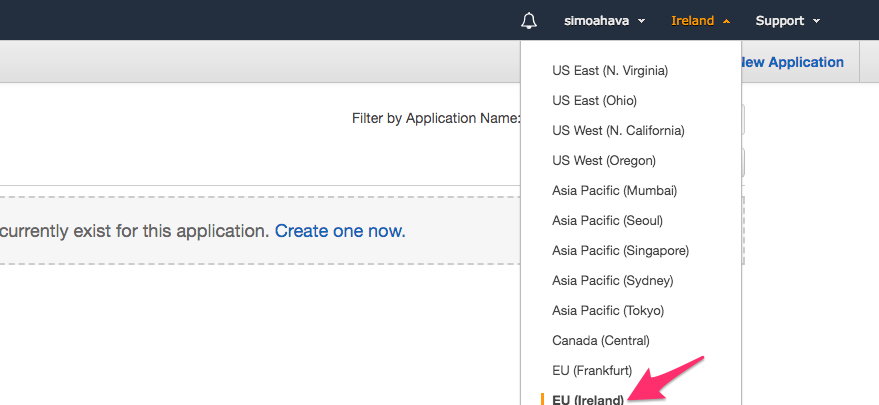 simoahava Ireland Support
New Application
Filter by Application Name:
currently exist for this application. Create one now.
US East (N. Virginia)
US East (Ohio)
US West (N. California)
US West (Oregon)
Asia Pacific (Mumbai)
Asia Pacific (Seoul)
Asia Pacific (Singapore)
Asia Pacific (Sydney)
Asia Pacific (Tokyo)
Canada (Central)
EU (Frankfurt)
EU (Ireland)